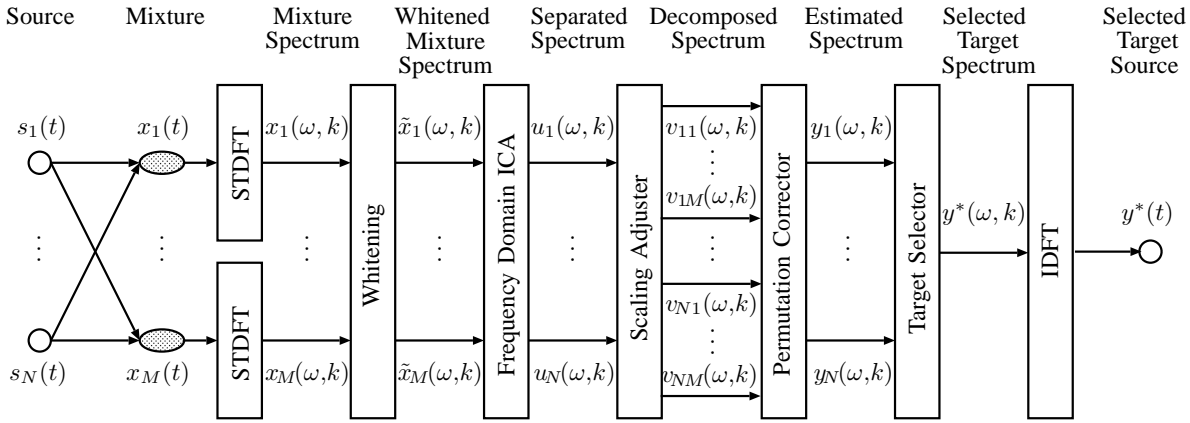 Source
Mixture
Mixture
Spectrum
Whitened
Mixture
Spectrum
Separated
Spectrum
Decomposed
Spectrum
Estimated
Spectrum
Selected
Target
Spectrum
Selected
Target
Source
s₁(t)
x₁(t)
STDFT
x₁(ω, k)
x̃₁(ω, k)
u₁(ω, k)
v₁₁(ω,k)
⋮
v₁M(ω,k)
y₁(ω, k)
⋮
⋮
⋮
Whitening
⋮
Frequency Domain ICA
⋮
Scaling Adjuster
⋮
Permutation Corrector
⋮
Target Selector
y*(ω, k)
IDFT
y*(t)
vN1(ω,k)
⋮
sN(t)
xM(t)
STDFT
xM(ω,k)
x̃M(ω,k)
uN(ω,k)
vNM(ω,k)
yN(ω,k)